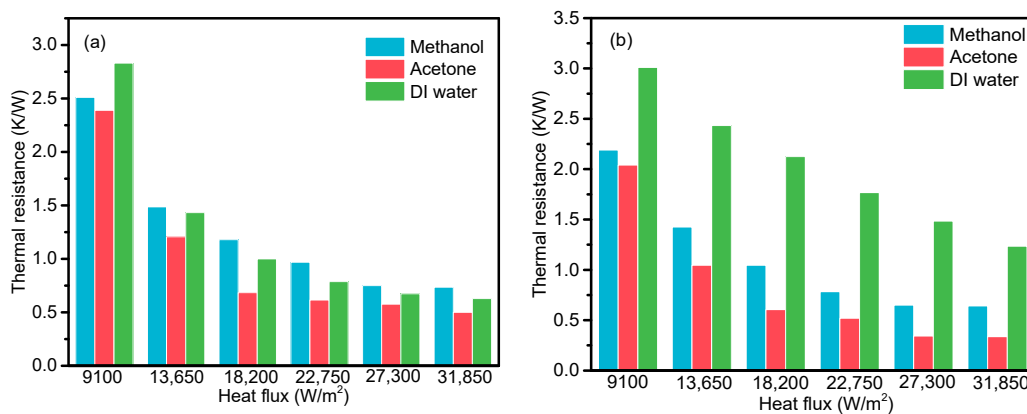 (a)
Methanol
Acetone
DI water
Thermal resistance (K/W)
3.0
2.5
2.0
1.5
1.0
0.5
0.0
9100 13,650 18,200 22,750 27,300 31,850
Heat flux (W/m²)
(b)
Methanol
Acetone
DI water
Thermal resistance (K/W)
3.5
3.0
2.5
2.0
1.5
1.0
0.5
0.0
9100 13,650 18,200 22,750 27,300 31,850
Heat flux (W/m²)